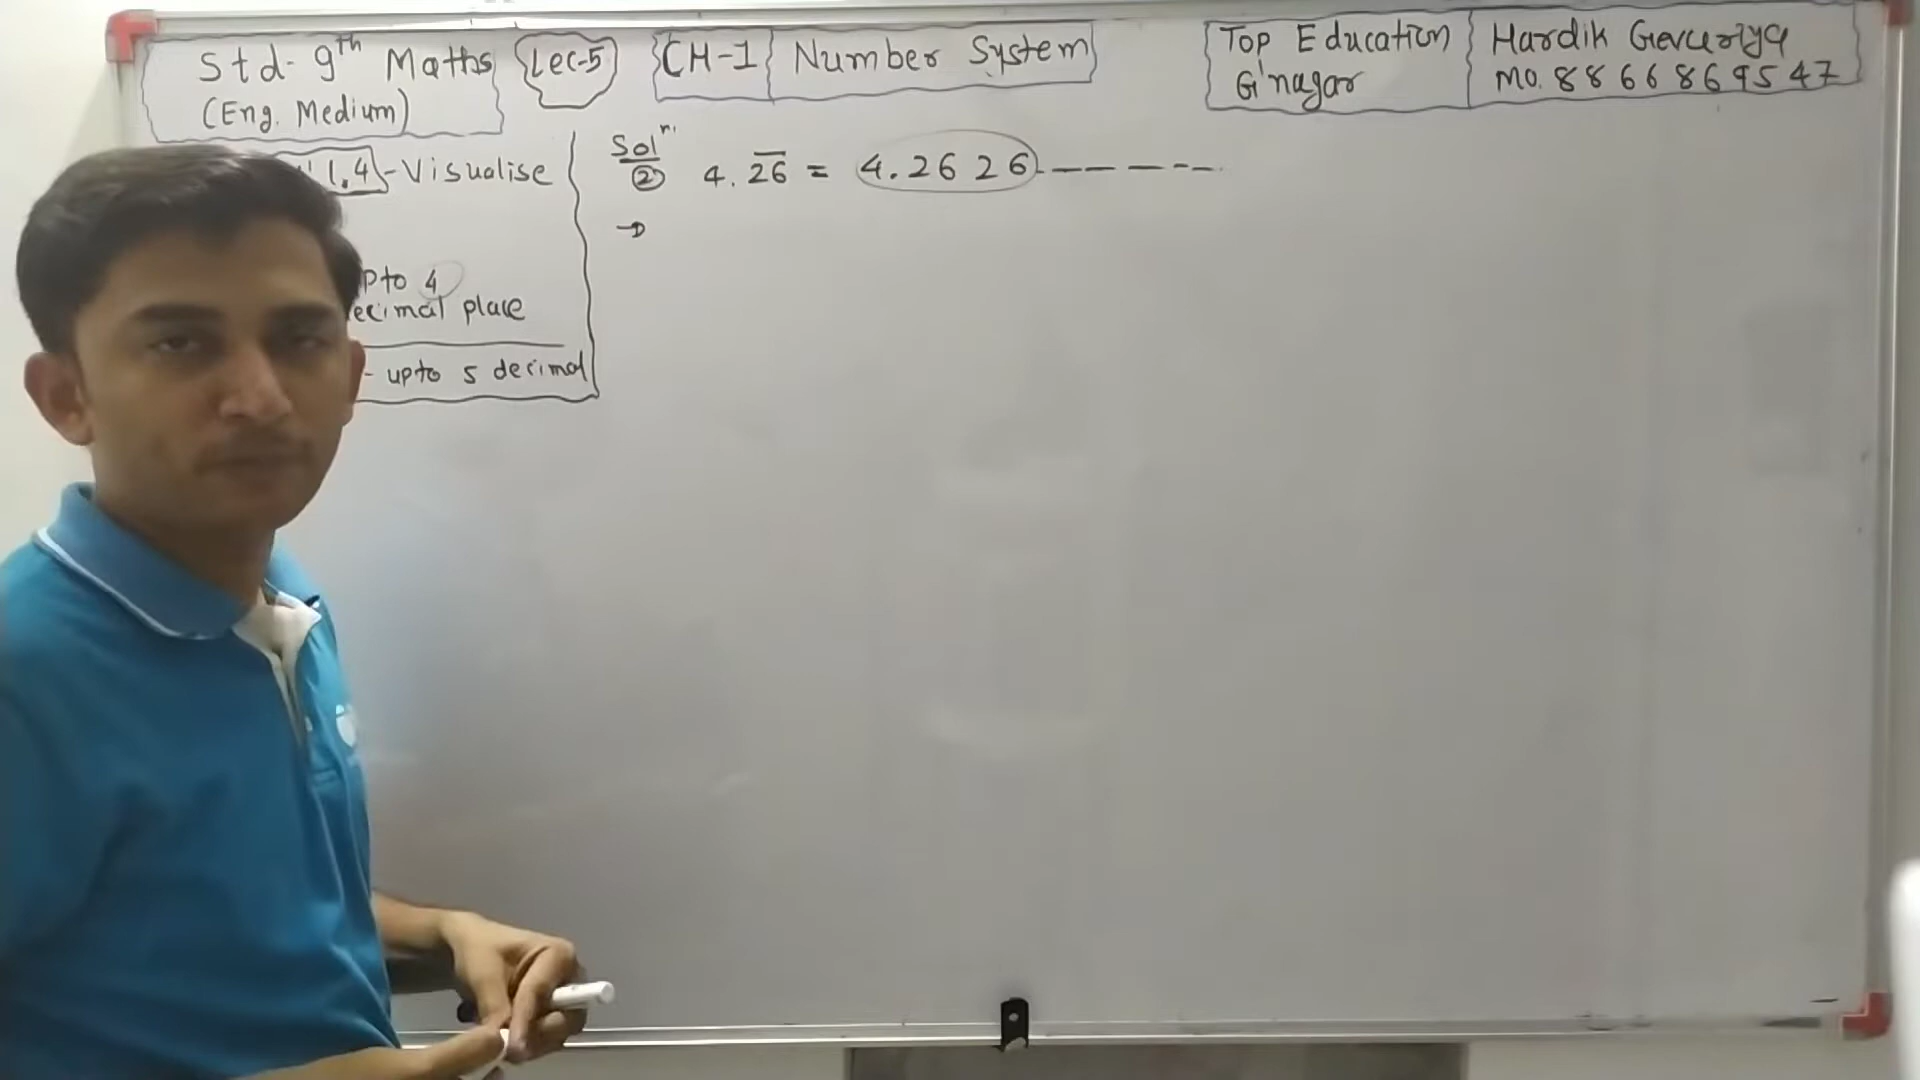 Std- 9th Maths
(Eng. Medium)
Lec-5
CH-1 Number System
Top Education
G'nagar
Hardik Gevariya
Mo. 8866869547
1.4 - Visualise
pto 4
ecimal place
- upto 5 decimal
Soln.
② 4.2̅6̅ = 4.2626 ------
→